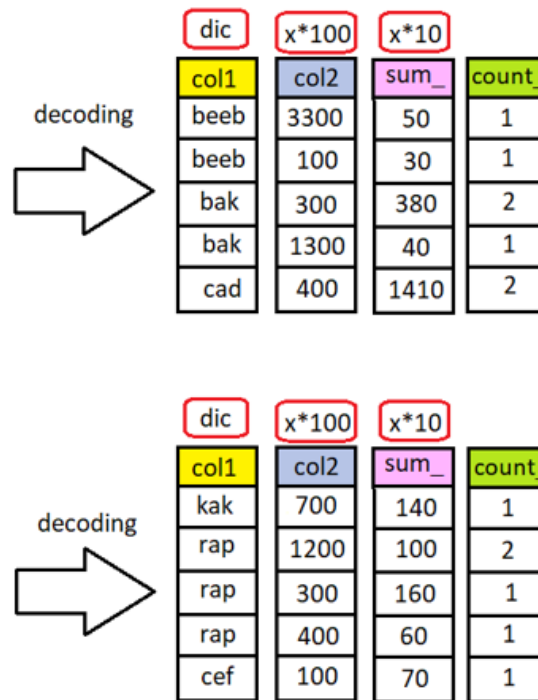 dic x*100 x*10
col1 col2 sum_ count_
decoding
beeb 3300 50 1
beeb 100 30 1
bak 300 380 2
bak 1300 40 1
cad 400 1410 2
dic x*100 x*10
col1 col2 sum_ count_
decoding
kak 700 140 1
rap 1200 100 2
rap 300 160 1
rap 400 60 1
cef 100 70 1